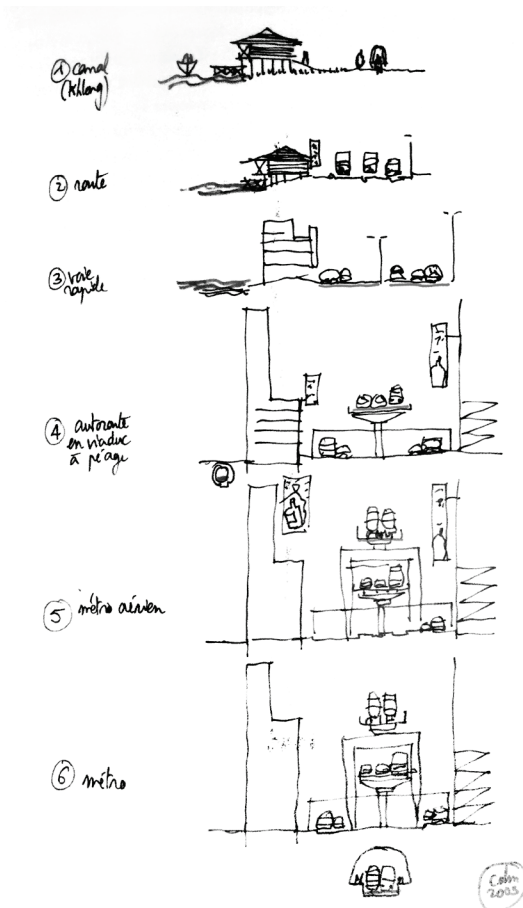 1 canal
(khlong)
2 route
3 voie
rapide
4 autoroute
en viaduc
à péage
5 métro aérien
6 métro
2003